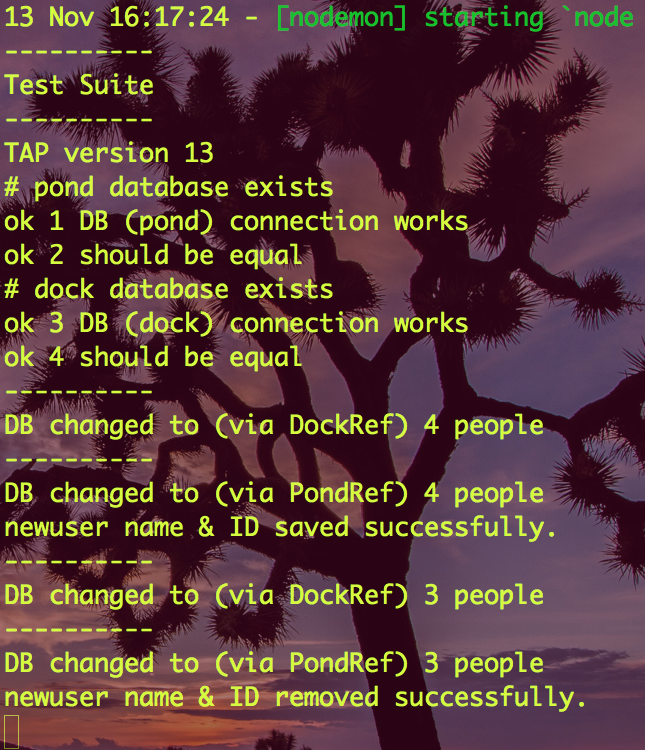 13 Nov 16:17:24 - [nodemon] starting `node
----------
Test Suite
----------
TAP version 13
# pond database exists
ok 1 DB (pond) connection works
ok 2 should be equal
# dock database exists
ok 3 DB (dock) connection works
ok 4 should be equal
----------
DB changed to (via DockRef) 4 people
----------
DB changed to (via PondRef) 4 people
newuser name & ID saved successfully.
----------
DB changed to (via DockRef) 3 people
----------
DB changed to (via PondRef) 3 people
newuser name & ID removed successfully.